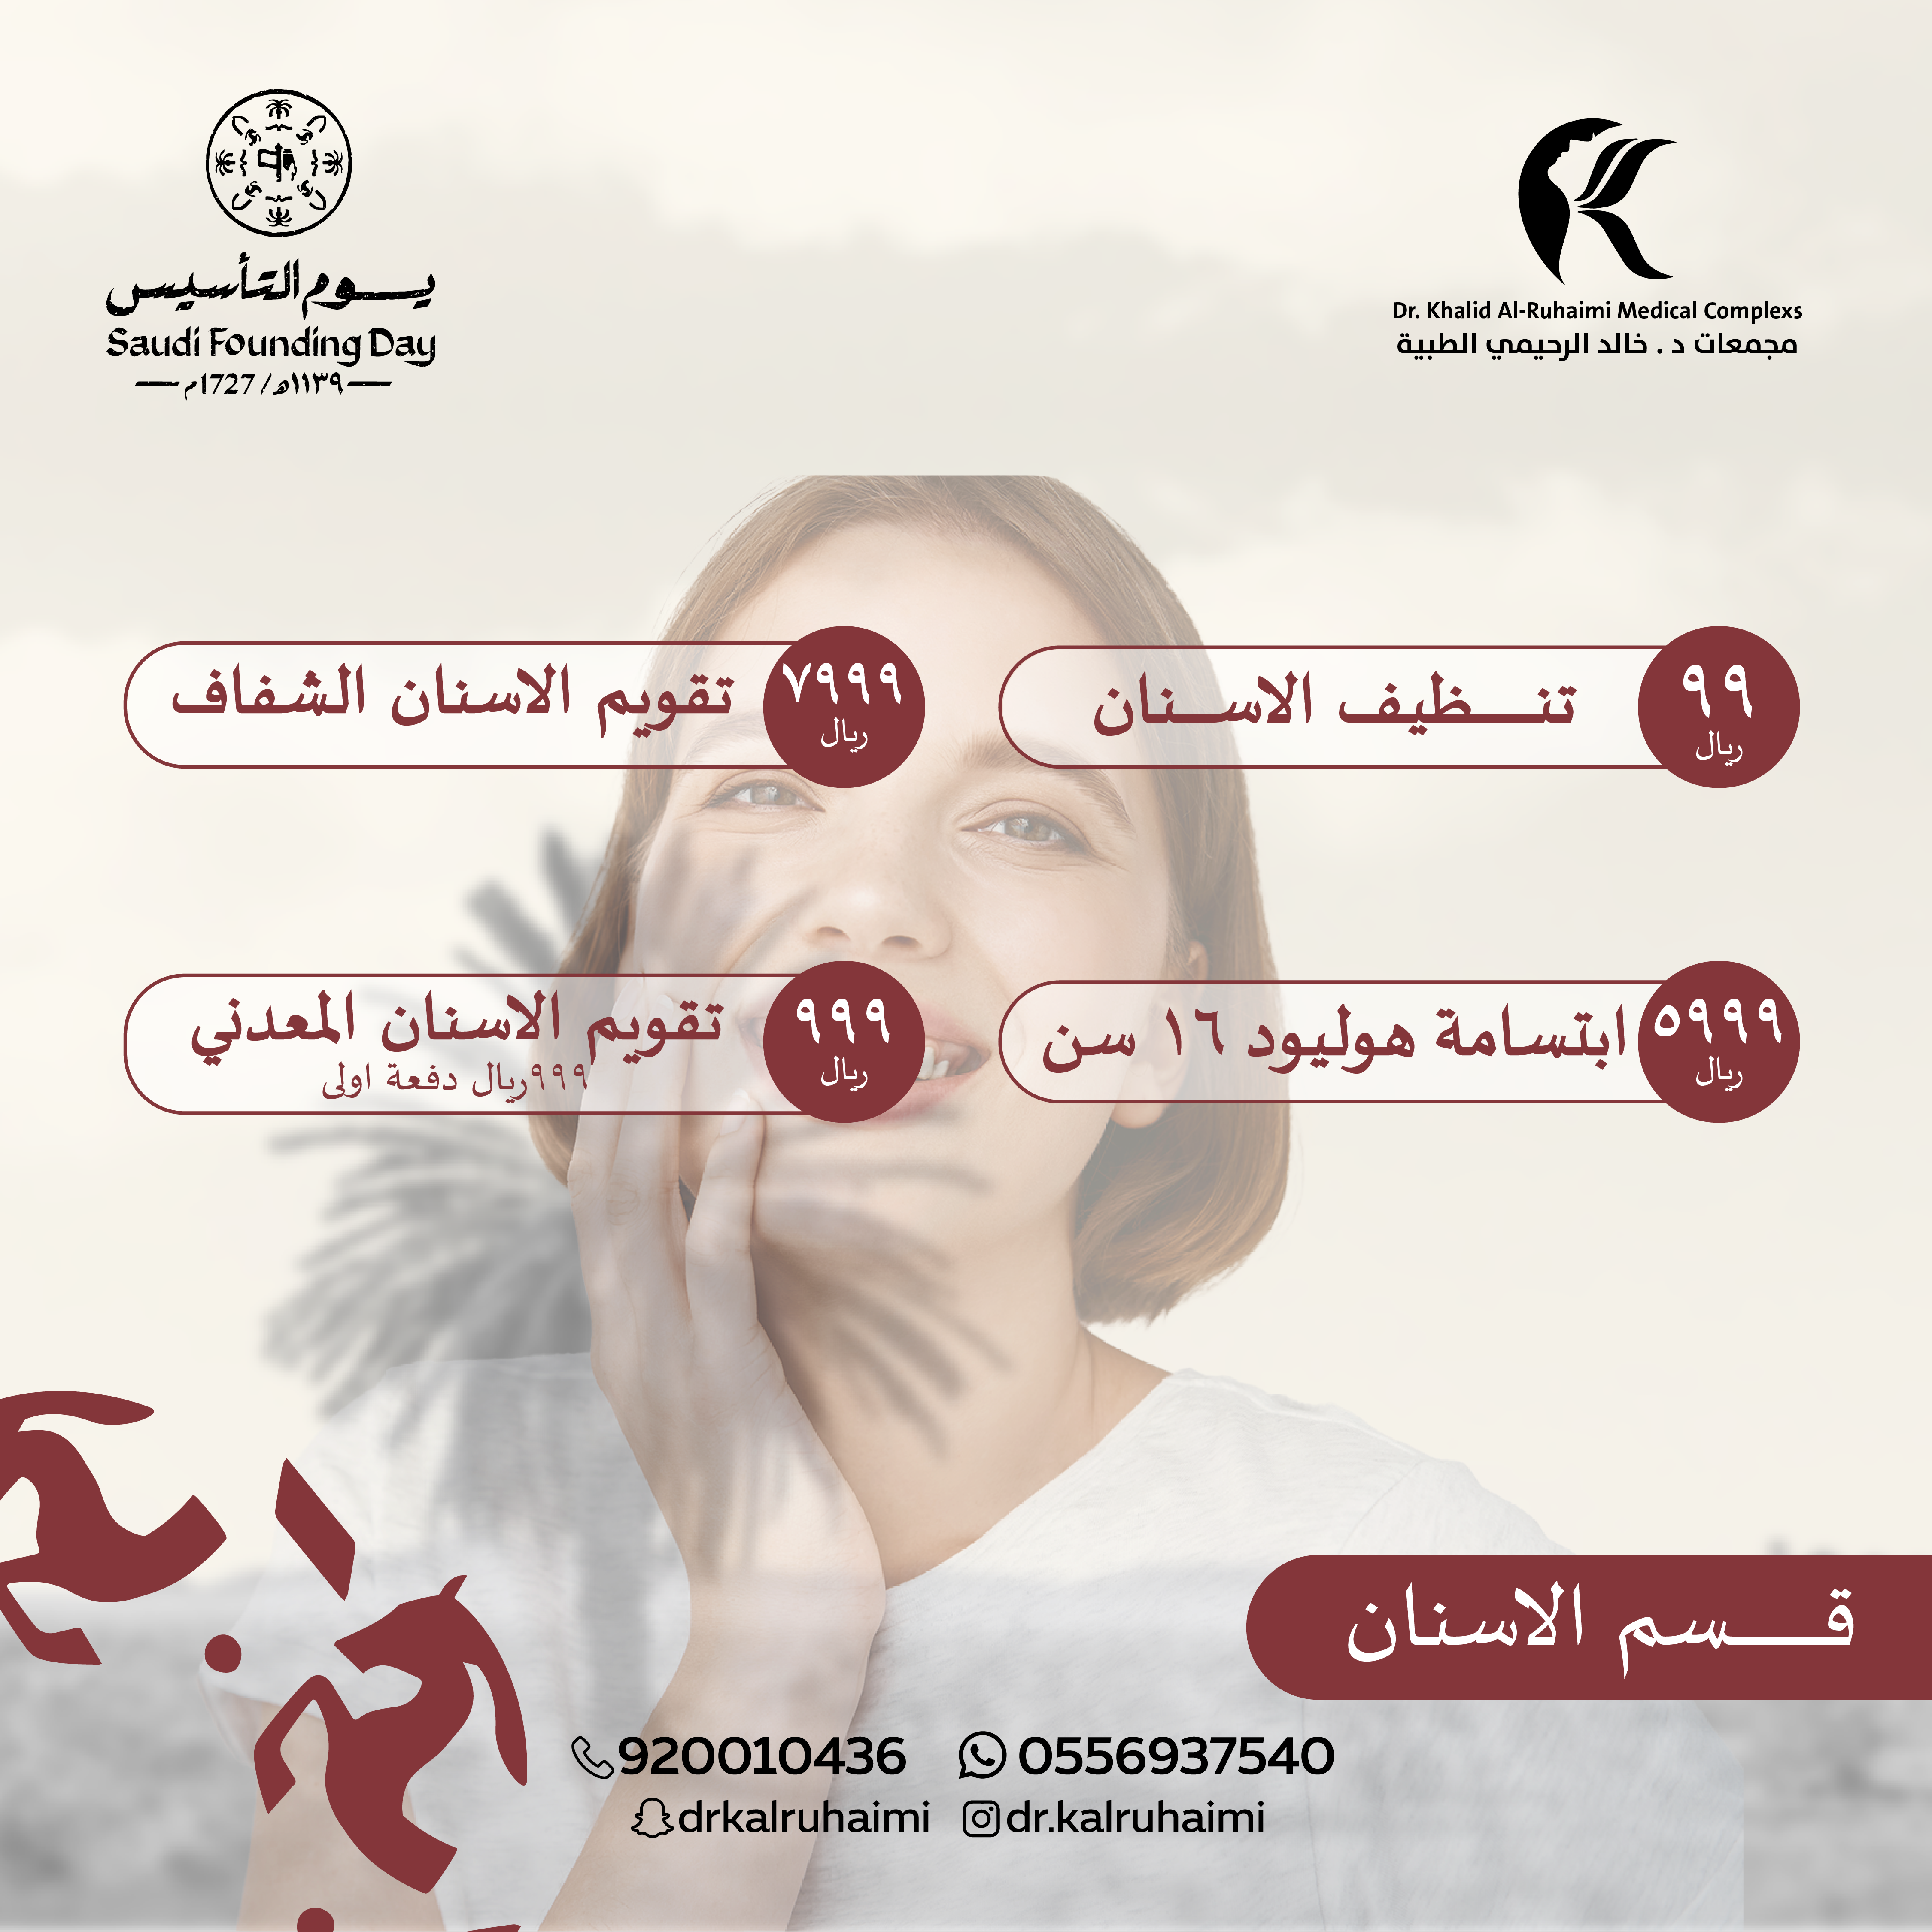 يوم التأسيس
Saudi Founding Day
١١٣٩هـ / 1727م
Dr. Khalid Al-Ruhaimi Medical Complexs
مجمعات د . خالد الرحيمي الطبية
٩٩
ريال
تنـــظيف الاســنان
٧٩٩٩
ريال
تقويم الاسنان الشفاف
٥٩٩٩
ريال
ابتسامة هوليود ١٦ سن
٩٩٩
ريال
تقويم الاسنان المعدني
٩٩٩ريال دفعة اولى
قــــسم الاسنان
920010436
0556937540
drkalruhaimi
dr.kalruhaimi